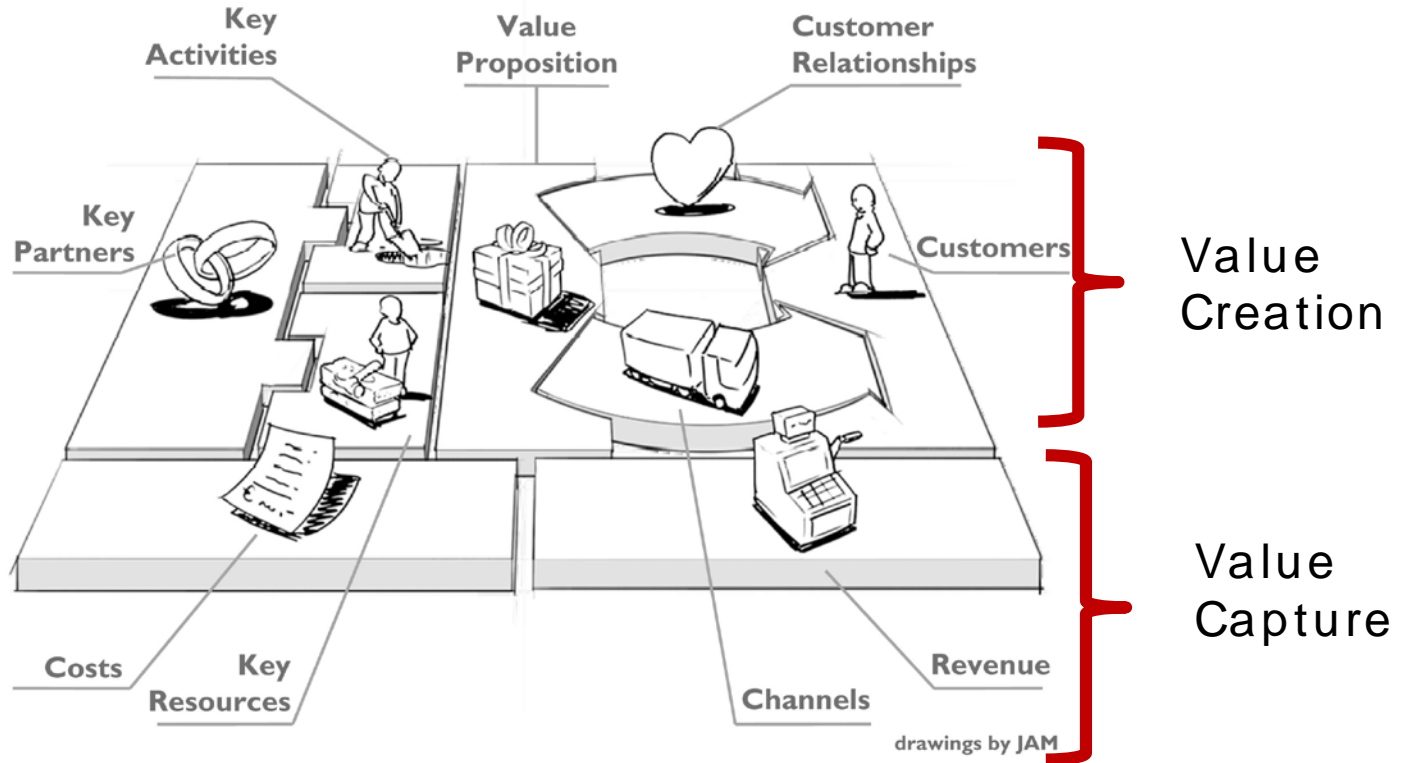 Key
Activities
Value
Proposition
Customer
Relationships
Key
Partners
Customers
Value
Creation
Value
Capture
Costs
Key
Resources
Channels
Revenue
drawings by JAM